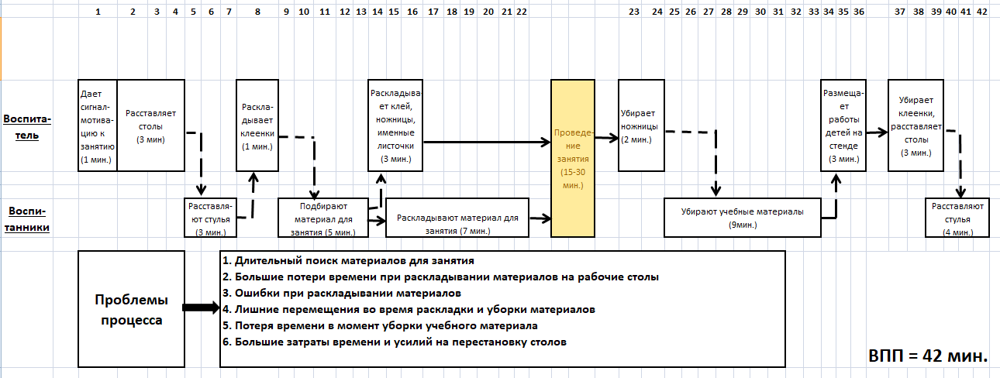 1 2 3 4 5 6 7 8 9 10 11 12 13 14 15 16 17 18 19 20 21 22 23 24 25 26 27 28 29 30 31 32 33 34 35 36 37 38 39 40 41 42
Воспита-
тель
Дает
сигнал-
мотива-
цию к
занятию
(1 мин.)
Расставляет
столы
(3 мин)
Раскла-
дывает
клеенки
(1 мин.)
Раскладыва-
ет клей,
ножницы,
именные
листочки
(3 мин.)
Проведе-
ние
занятия
(15-30
мин.)
Убирает
ножницы
(2 мин.)
Размеща-
ет
работы
детей на
стенде
(3 мин.)
Убирает
клеенки,
расставляет
столы
(3 мин.)
Воспи-
танники
Расставля-
ют стулья
(3 мин.)
Подбирают
материал для
занятия (5 мин.)
Раскладывают материал для
занятия (7 мин.)
Убирают учебные материалы
(9мин.)
Расставляют
стулья
(4 мин.)
Проблемы
процесса
1. Длительный поиск материалов для занятия
2. Большие потери времени при раскладывании материалов на рабочие столы
3. Ошибки при раскладывании материалов
4. Лишние перемещения во время раскладки и уборки материалов
5. Потеря времени в момент уборки учебного материала
6. Большие затраты времени и усилий на перестановку столов
ВПП = 42 мин.